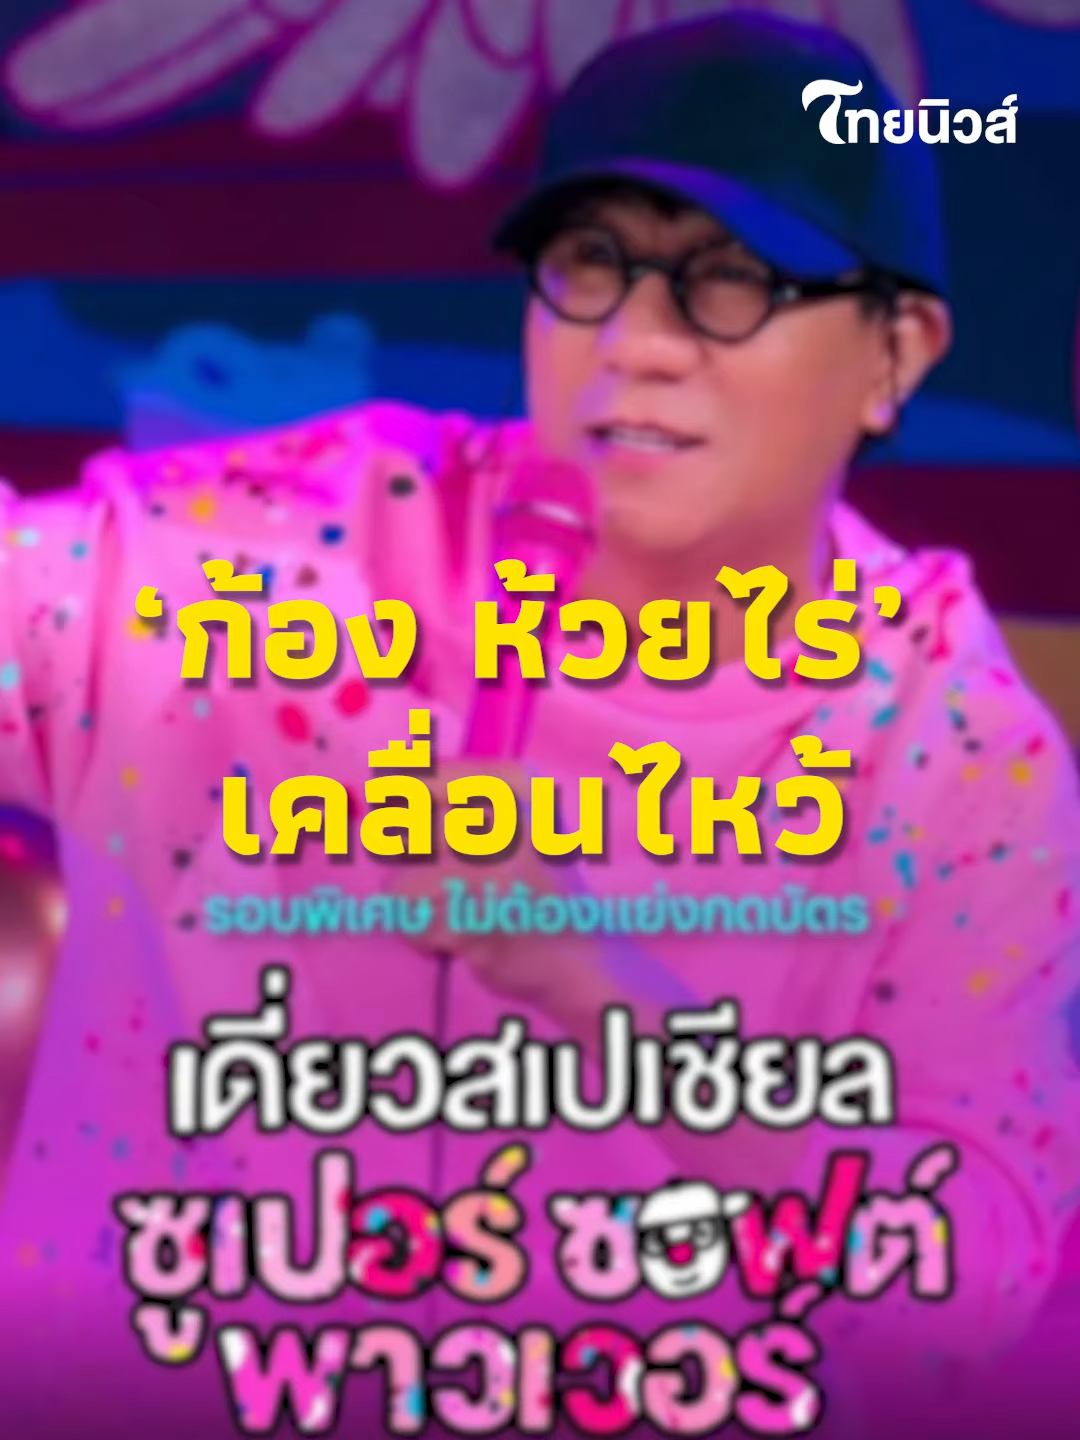 ไทยนิวส์
‘ก้อง ห้วยไร่’
เคลื่อนไหว้
รอบพิเศษ ไม่ต้องแย่งกดบัตร
เดี่ยวสเปเชียล
ซูเปอร์ ซอฟต์
พาวเวอร์